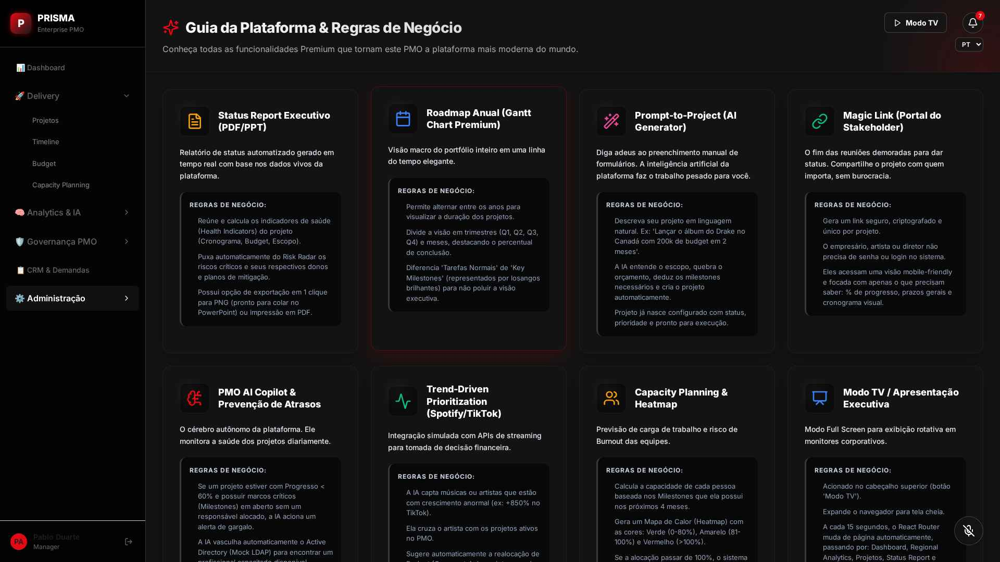 P
PRISMA
Enterprise PMO
📊 Dashboard
🚀 Delivery
Projetos
Timeline
Budget
Capacity Planning
🧠 Analytics & IA
🛡️ Governança PMO
📋 CRM & Demandas
⚙️ Administração
PA
Pablo Duarte
Manager
Guia da Plataforma & Regras de Negócio
Conheça todas as funcionalidades Premium que tornam este PMO a plataforma mais moderna do mundo.
Modo TV
7
PT
Status Report Executivo
(PDF/PPT)
Relatório de status automatizado gerado em
tempo real com base nos dados vivos da
plataforma.
REGRAS DE NEGÓCIO:
Reúne e calcula os indicadores de saúde
(Health Indicators) do projeto
(Cronograma, Budget, Escopo).
Puxa automaticamente do Risk Radar os
riscos críticos e seus respectivos donos
e planos de mitigação.
Possui opção de exportação em 1 clique
para PNG (pronto para colar no
PowerPoint) ou impressão em PDF.
Roadmap Anual (Gantt
Chart Premium)
Visão macro do portfólio inteiro em uma linha
do tempo elegante.
REGRAS DE NEGÓCIO:
Permite alternar entre os anos para
visualizar a duração dos projetos.
Divide a visão em trimestres (Q1, Q2, Q3,
Q4) e meses, destacando o percentual
de conclusão.
Diferencia 'Tarefas Normais' de 'Key
Milestones' (representados por losangos
brilhantes) para não poluir a visão
executiva.
Prompt-to-Project (AI
Generator)
Diga adeus ao preenchimento manual de
formulários. A inteligência artificial da
plataforma faz o trabalho pesado para você.
REGRAS DE NEGÓCIO:
Descreva seu projeto em linguagem
natural. Ex: 'Lançar o álbum do Drake no
Canadá com 200k de budget em 2
meses'.
A IA entende o escopo, quebra o
orçamento, deduz os milestones
necessários e cria o projeto
automaticamente.
Projeto já nasce configurado com status,
prioridade e pronto para execução.
Magic Link (Portal do
Stakeholder)
O fim das reuniões demoradas para dar
status. Compartilhe o projeto com quem
importa, sem burocracia.
REGRAS DE NEGÓCIO:
Gera um link seguro, criptografado e
único por projeto.
O empresário, artista ou diretor não
precisa de senha ou login no sistema.
Eles acessam uma visão mobile-friendly
e focada com apenas o que precisam
saber: % de progresso, prazos gerais e
cronograma visual.
PMO AI Copilot &
Prevenção de Atrasos
O cérebro autônomo da plataforma. Ele
monitora a saúde dos projetos diariamente.
REGRAS DE NEGÓCIO:
Se um projeto estiver com Progresso <
60% e possuir marcos críticos
(Milestones) em aberto sem um
responsável alocado, a IA aciona um
alerta de gargalo.
A IA vasculha automaticamente o Active
Directory (Mock LDAP) para encontrar um
profissional capacitado disponível
Trend-Driven
Prioritization
(Spotify/TikTok)
Integração simulada com APIs de streaming
para tomada de decisão financeira.
REGRAS DE NEGÓCIO:
A IA capta músicas ou artistas que estão
com crescimento anormal (ex: +850% no
TikTok).
Ela cruza o artista com os projetos ativos
no PMO.
Sugere automaticamente a realocação de
Capacity Planning &
Heatmap
Previsão de carga de trabalho e risco de
Burnout das equipes.
REGRAS DE NEGÓCIO:
Calcula a capacidade de cada pessoa
baseada nos Milestones que ela possui
nos próximos 4 meses.
Gera um Mapa de Calor (Heatmap) com
as cores: Verde (0-80%), Amarelo (81-
100%) e Vermelho (>100%).
Se a alocação passar de 100%, o sistema
Modo TV / Apresentação
Executiva
Modo Full Screen para exibição rotativa em
monitores corporativos.
REGRAS DE NEGÓCIO:
Acionado no cabeçalho superior (botão
'Modo TV').
Expande o navegador para tela cheia.
A cada 15 segundos, o React Router
muda de página automaticamente,
passando por: Dashboard, Regional
Analytics, Projetos, Status Report e